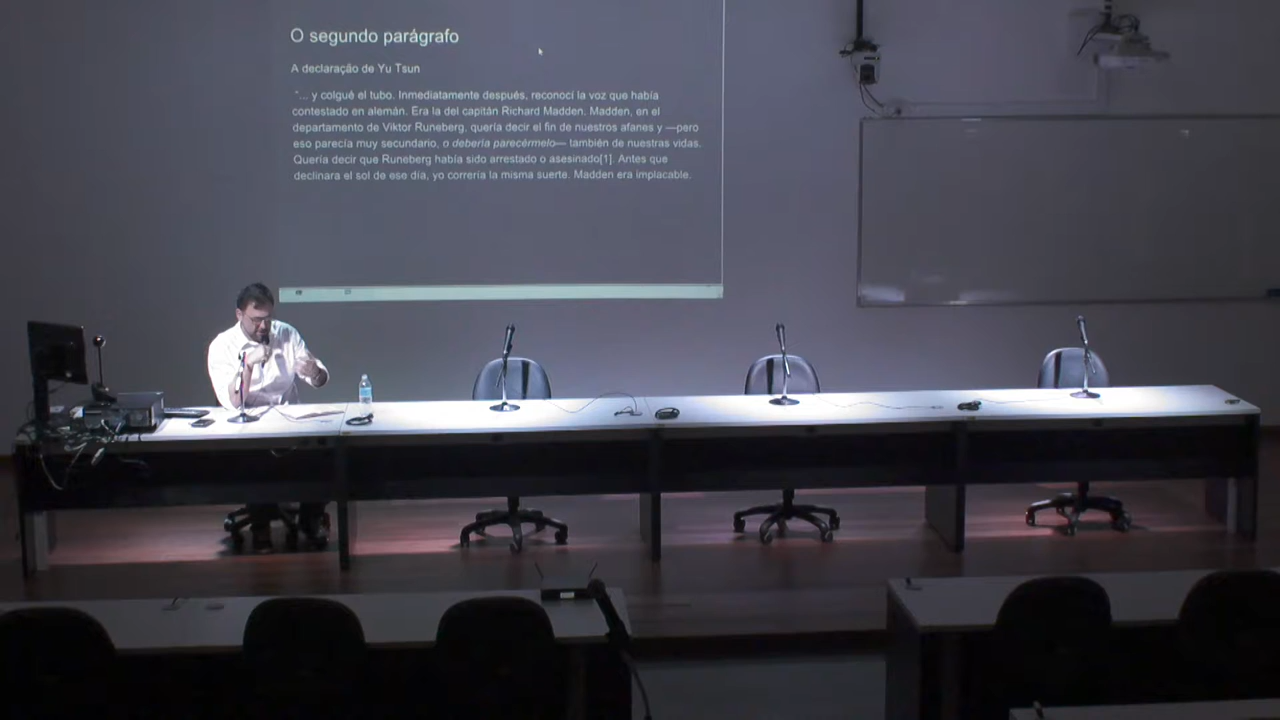 O segundo parágrafo
A declaração de Yu Tsun
"... y colgué el tubo. Inmediatamente después, reconocí la voz que había
contestado en alemán. Era la del capitán Richard Madden. Madden, en el
departamento de Viktor Runeberg, quería decir el fin de nuestros afanes y —pero
eso parecía muy secundario, o debería parecérmelo— también de nuestras vidas.
Quería decir que Runeberg había sido arrestado o asesinado[1]. Antes que
declinara el sol de ese día, yo correría la misma suerte. Madden era implacable.